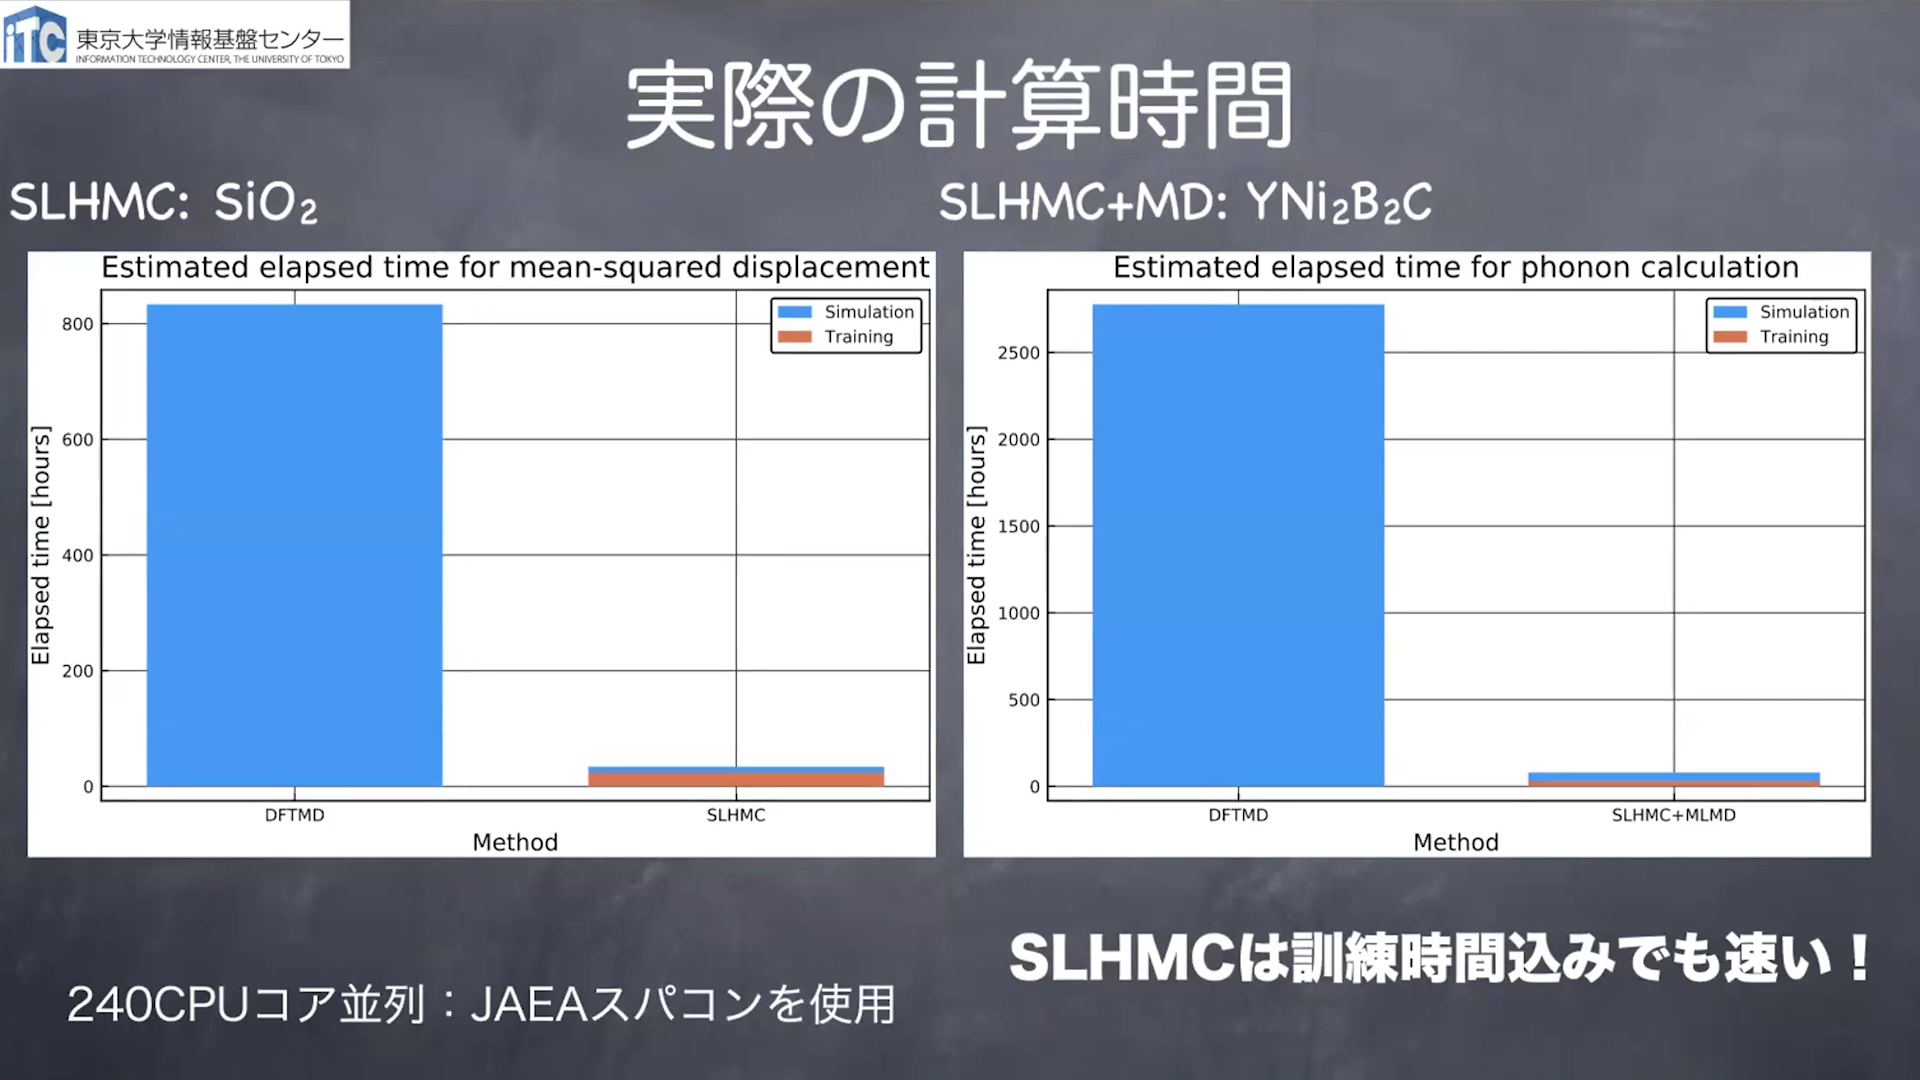 iTC
東京大学情報基盤センター
INFORMATION TECHNOLOGY CENTER, THE UNIVERSITY OF TOKYO
実際の計算時間
SLHMC: SiO₂
Estimated elapsed time for mean-squared displacement
Simulation
Training
800
600
400
200
0
Elapsed time [hours]
DFTMD
SLHMC
Method
SLHMC+MD: YNi₂B₂C
Estimated elapsed time for phonon calculation
Simulation
Training
2500
2000
1500
1000
500
0
Elapsed time [hours]
DFTMD
SLHMC+MLMD
Method
SLHMCは訓練時間込みでも速い！
240CPUコア並列：JAEAスパコンを使用